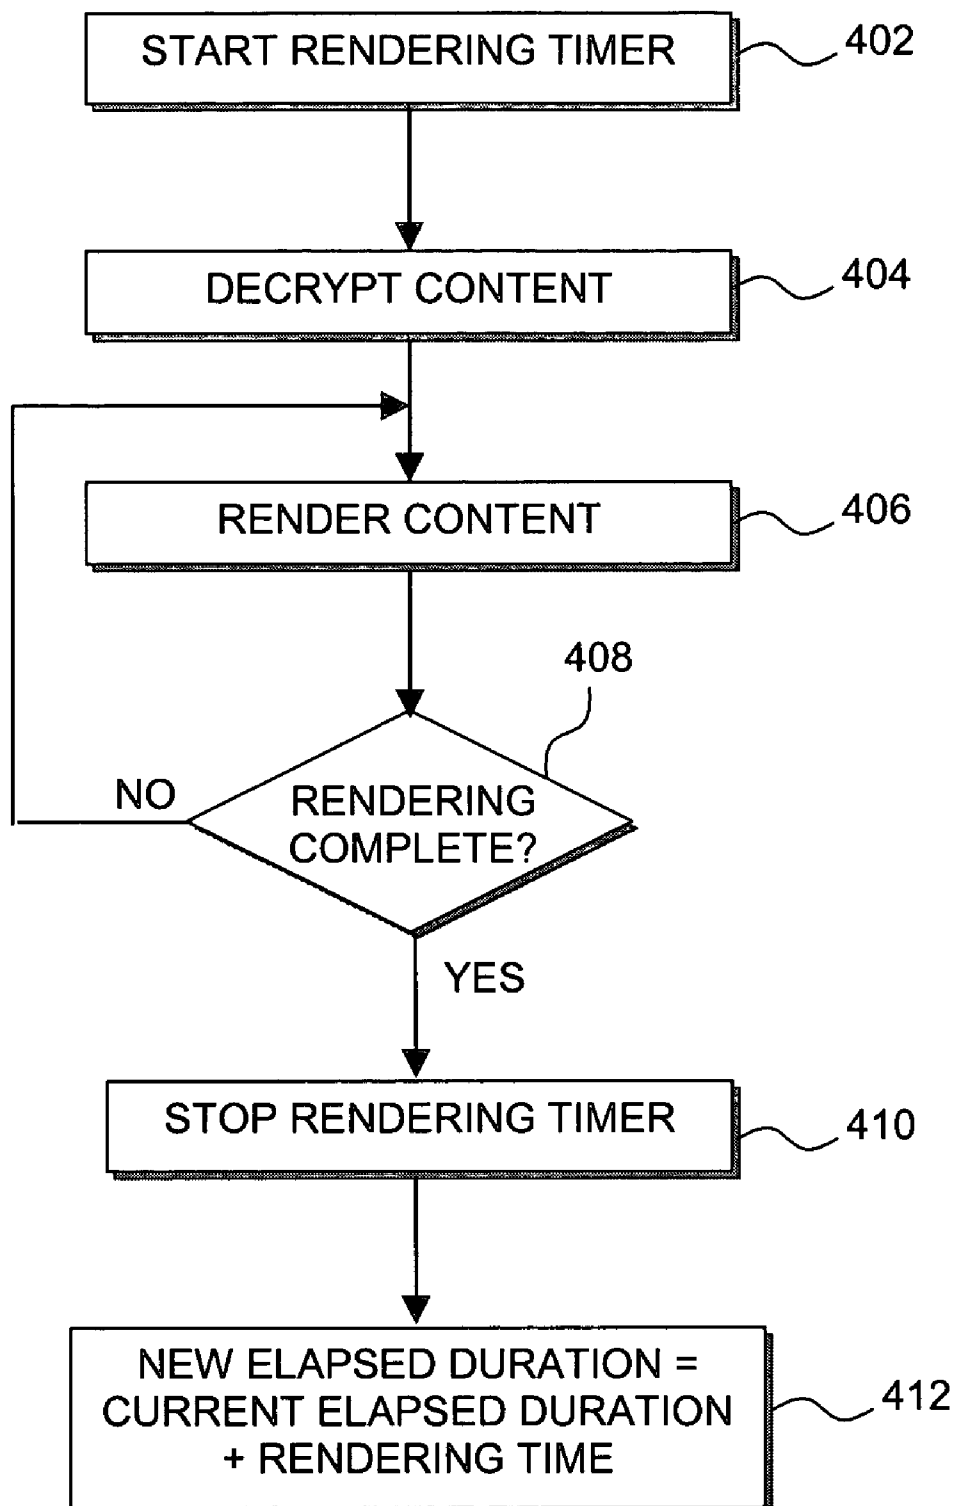 START RENDERING TIMER
402
DECRYPT CONTENT
404
RENDER CONTENT
406
408
NO
RENDERING
COMPLETE?
YES
STOP RENDERING TIMER
410
NEW ELAPSED DURATION =
CURRENT ELAPSED DURATION
+ RENDERING TIME
412